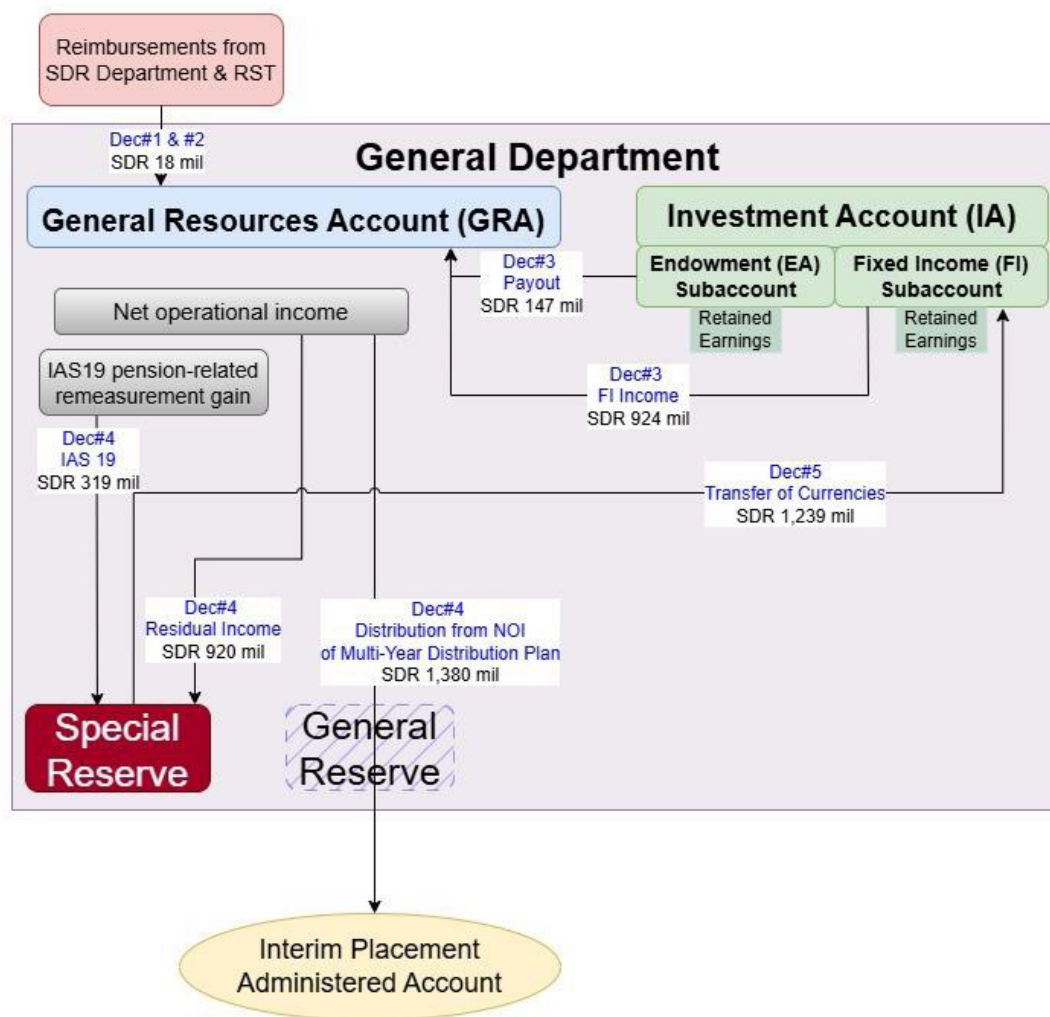 Reimbursements from
SDR Department & RST
Dec#1 & #2
SDR 18 mil
General Department
General Resources Account (GRA)
Investment Account (IA)
Endowment (EA)
Subaccount
Fixed Income (FI)
Subaccount
Dec#3
Payout
SDR 147 mil
Retained
Earnings
Retained
Earnings
Net operational income
IAS19 pension-related
remeasurement gain
Dec#3
FI Income
SDR 924 mil
Dec#4
IAS 19
SDR 319 mil
Dec#5
Transfer of Currencies
SDR 1,239 mil
Dec#4
Residual Income
SDR 920 mil
Dec#4
Distribution from NOI
of Multi-Year Distribution Plan
SDR 1,380 mil
Special
Reserve
General
Reserve
Interim Placement
Administered Account